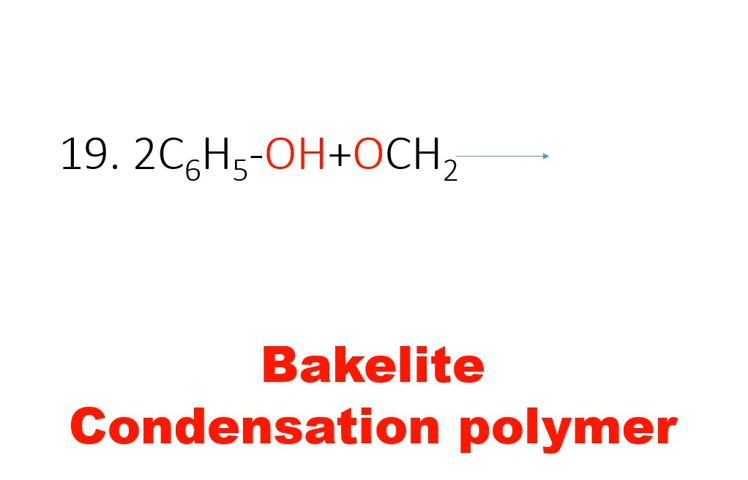 19. 2C₆H₅-OH+OCH₂
Bakelite
Condensation polymer